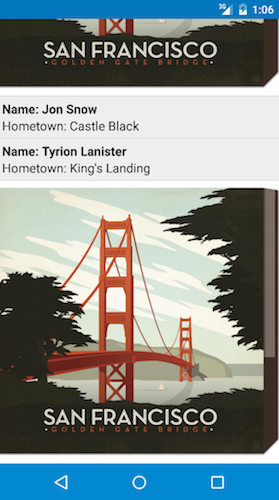 3G 1:06
SAN FRANCISCO
• GOLDEN GATE BRIDGE •
Name: Jon Snow
Hometown: Castle Black
Name: Tyrion Lanister
Hometown: King's Landing
SAN FRANCISCO
• GOLDEN GATE BRIDGE •